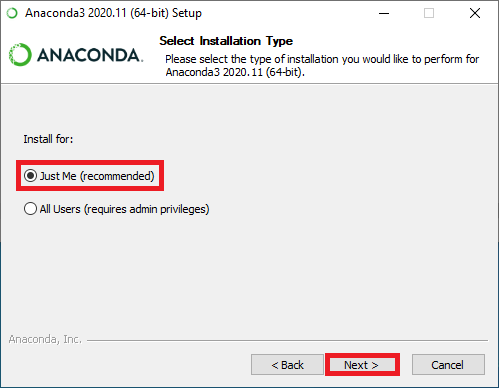 Anaconda3 2020.11 (64-bit) Setup
ANACONDA.
Select Installation Type
Please select the type of installation you would like to perform for
Anaconda3 2020.11 (64-bit).
Install for:
Just Me (recommended)
All Users (requires admin privileges)
Anaconda, Inc.
< Back
Next >
Cancel